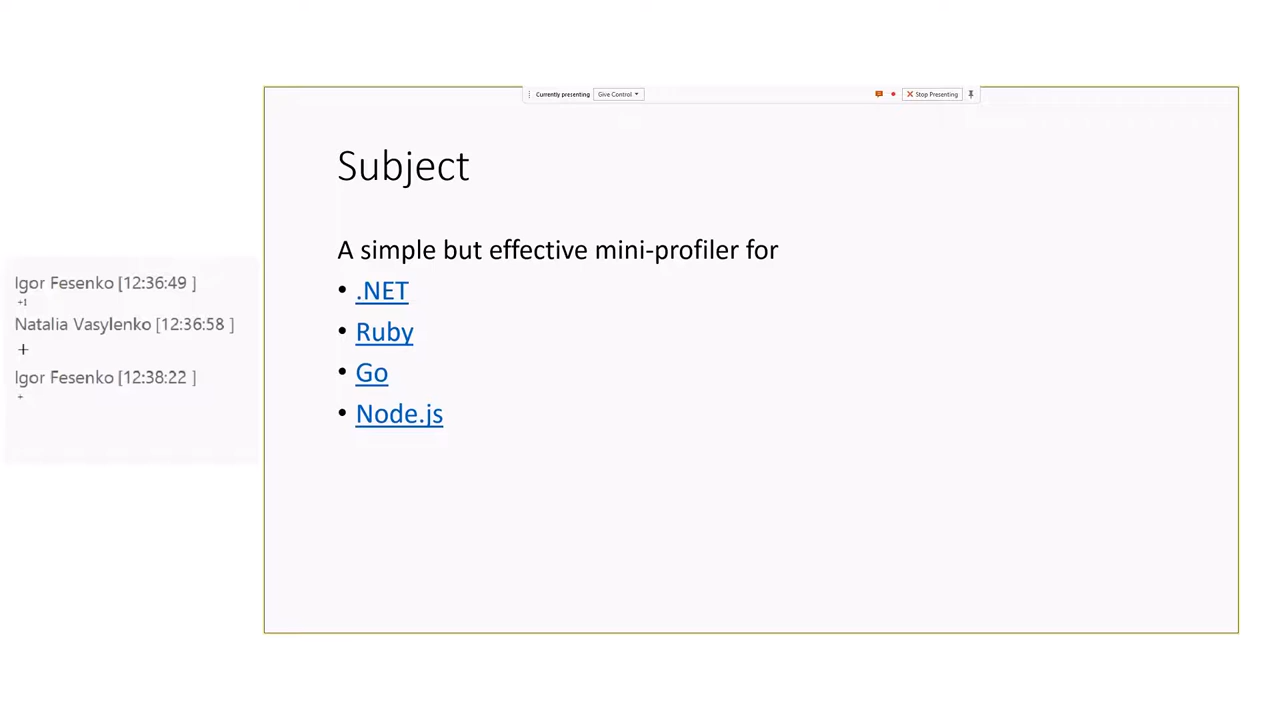 Currently presenting Give Control Stop Presenting
Subject
A simple but effective mini-profiler for
• .NET
• Ruby
• Go
• Node.js
Igor Fesenko [12:36:49 ]
+1
Natalia Vasylenko [12:36:58 ]
+
Igor Fesenko [12:38:22 ]
+